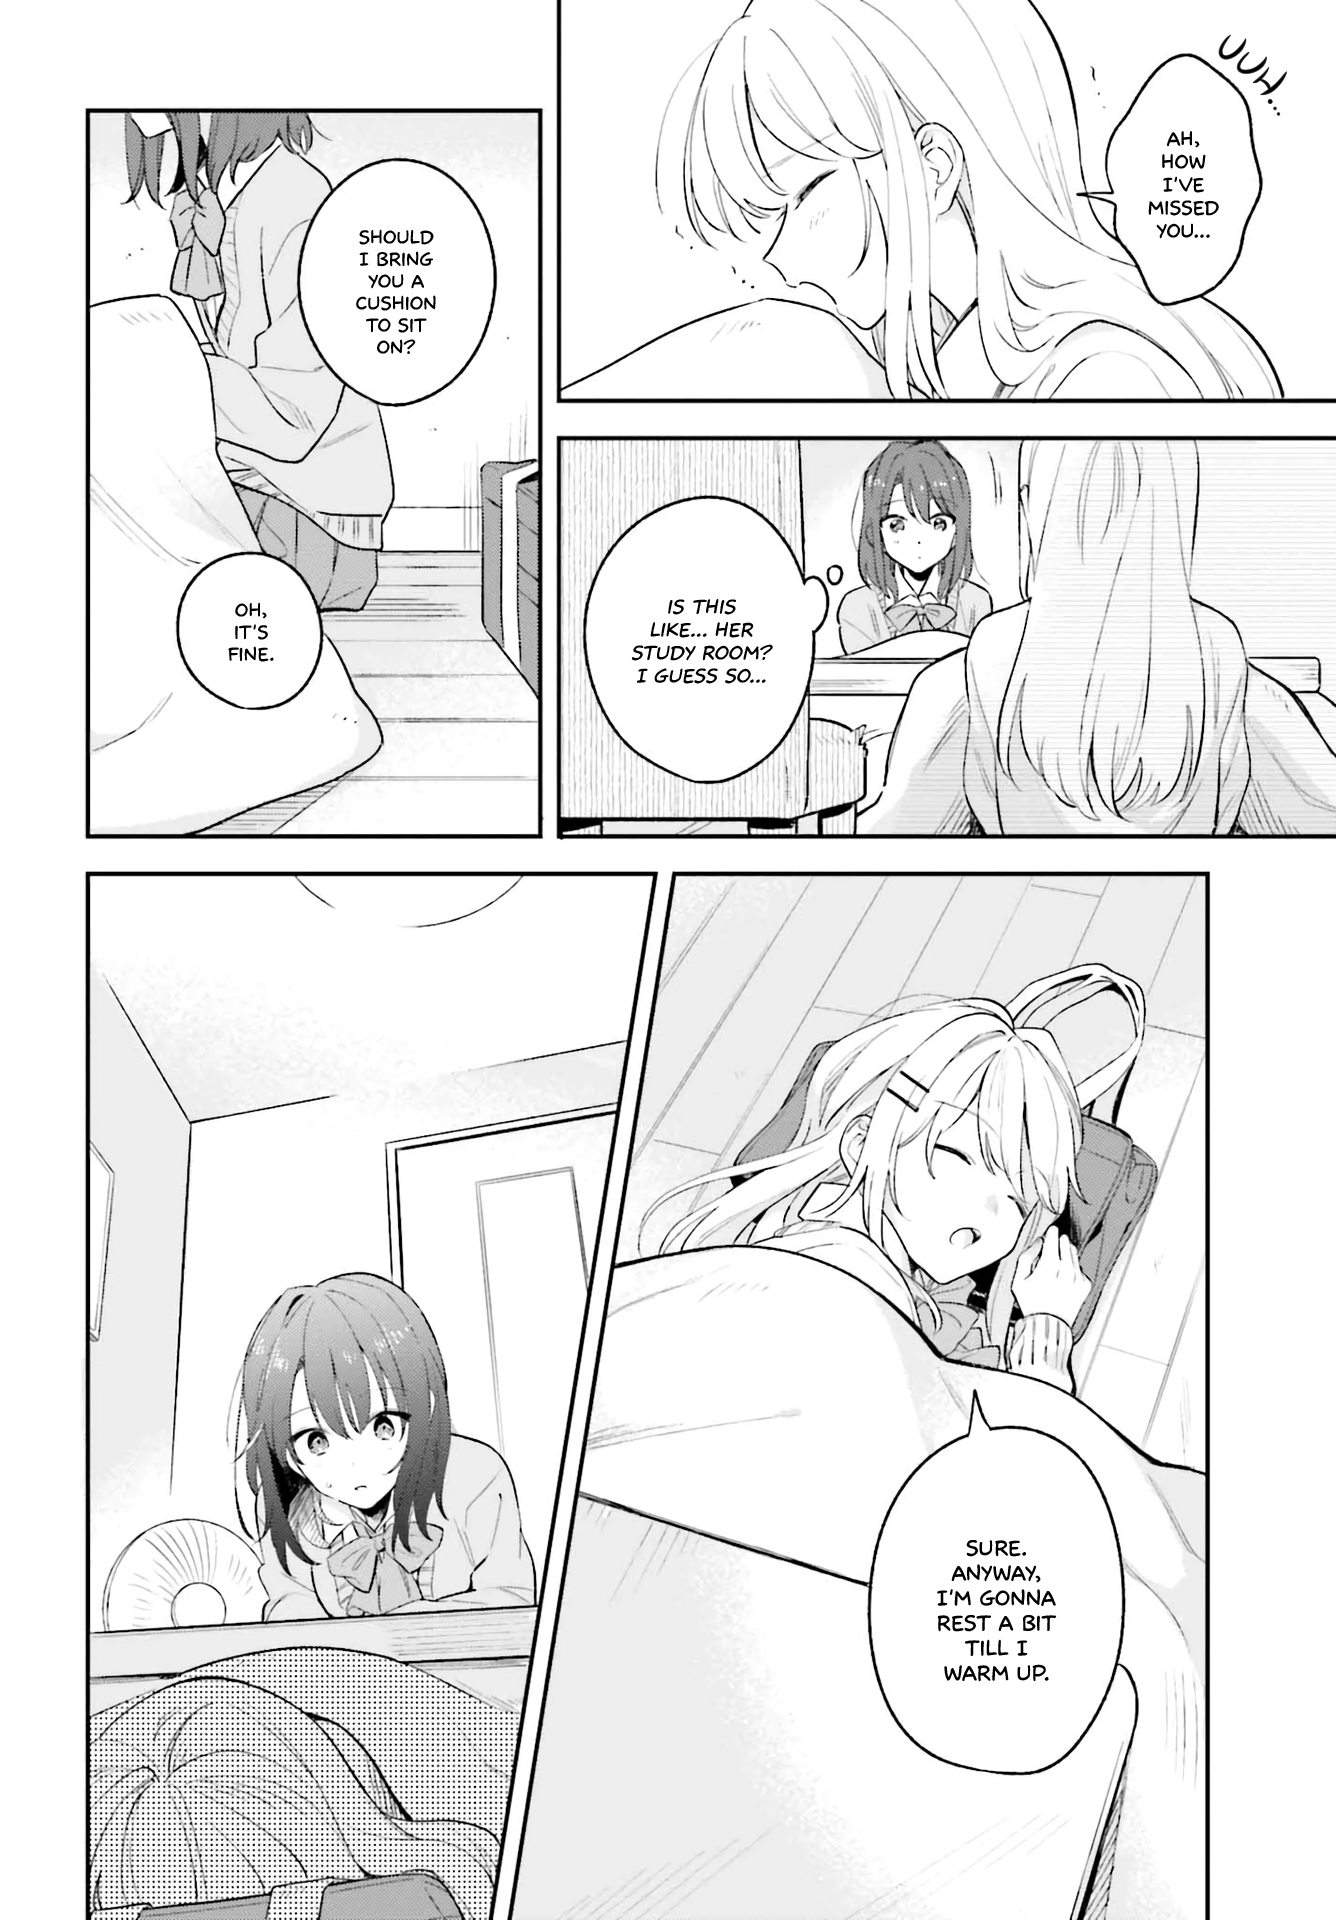 UUH...
AH,
HOW
I'VE
MISSED
YOU...
IS THIS
LIKE... HER
STUDY ROOM?
I GUESS SO...
SHOULD
I BRING
YOU A
CUSHION
TO SIT
ON?
OH,
IT'S
FINE.
SURE.
ANYWAY,
I'M GONNA
REST A BIT
TILL I
WARM UP.